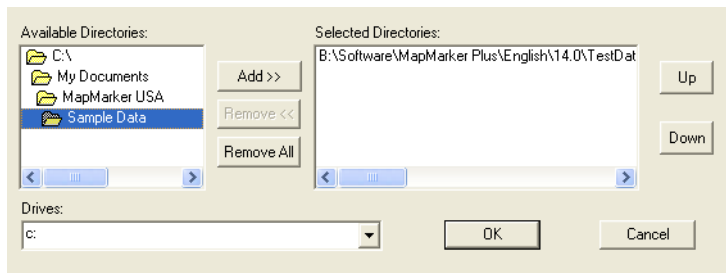 Available Directories:
Selected Directories:
C:\
My Documents
MapMarker USA
Sample Data
Add >>
Remove <<
Remove All
B:\Software\MapMarker Plus\English\14.0\TestDat
Up
Down
Drives:
c:
OK
Cancel